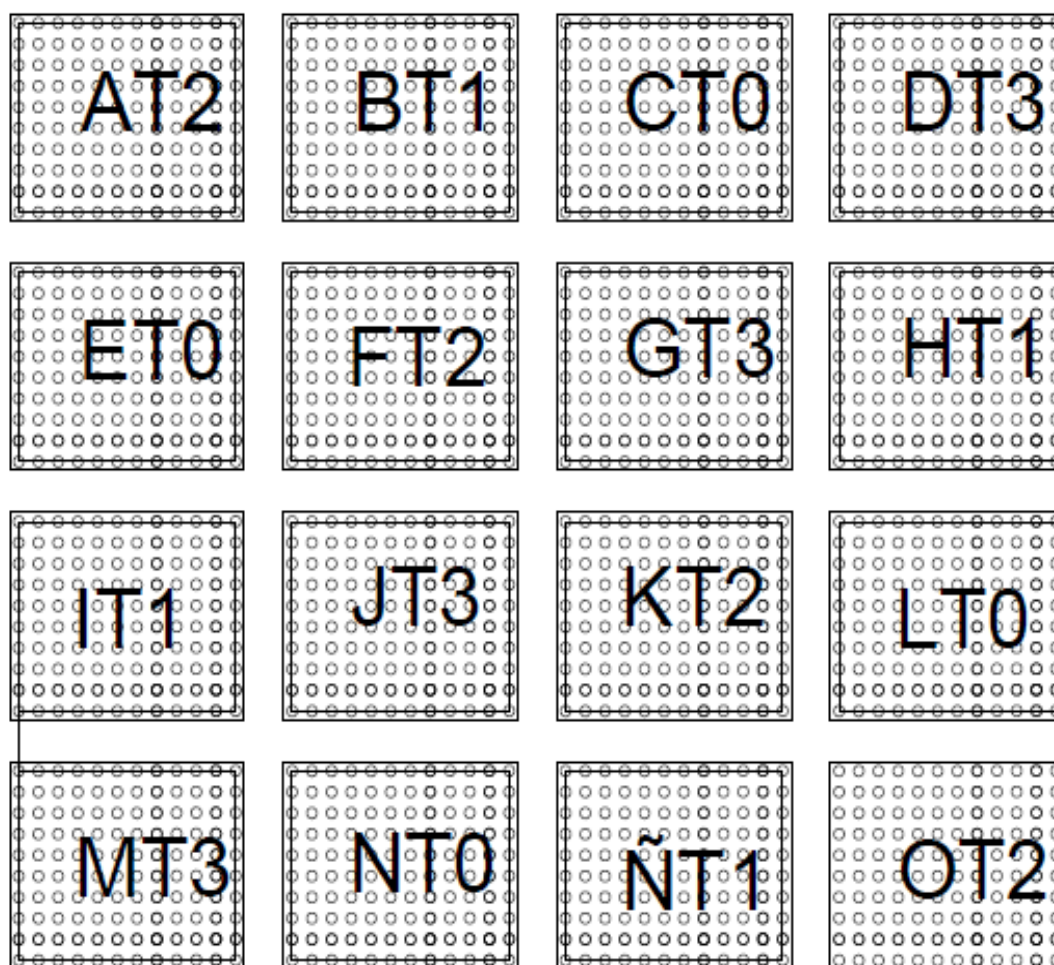 AT2 BT1 CT0 DT3
ET0 FT2 GT3 HT1
IT1 JT3 KT2 LT0
MT3 NT0 ÑT1 OT2